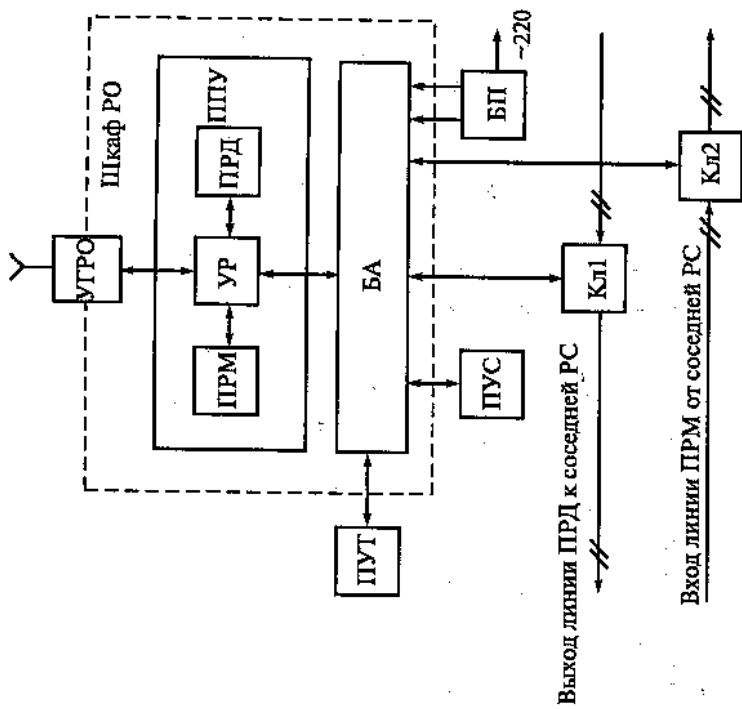 Шкаф РО
УГРО
ППУ
ПРМ
УР
ПРД
БА
ПУТ
ПУС
БП
~220
Кл1
Кл2
Выход линии ПРД к соседней РС
Вход линии ПРМ от соседней РС